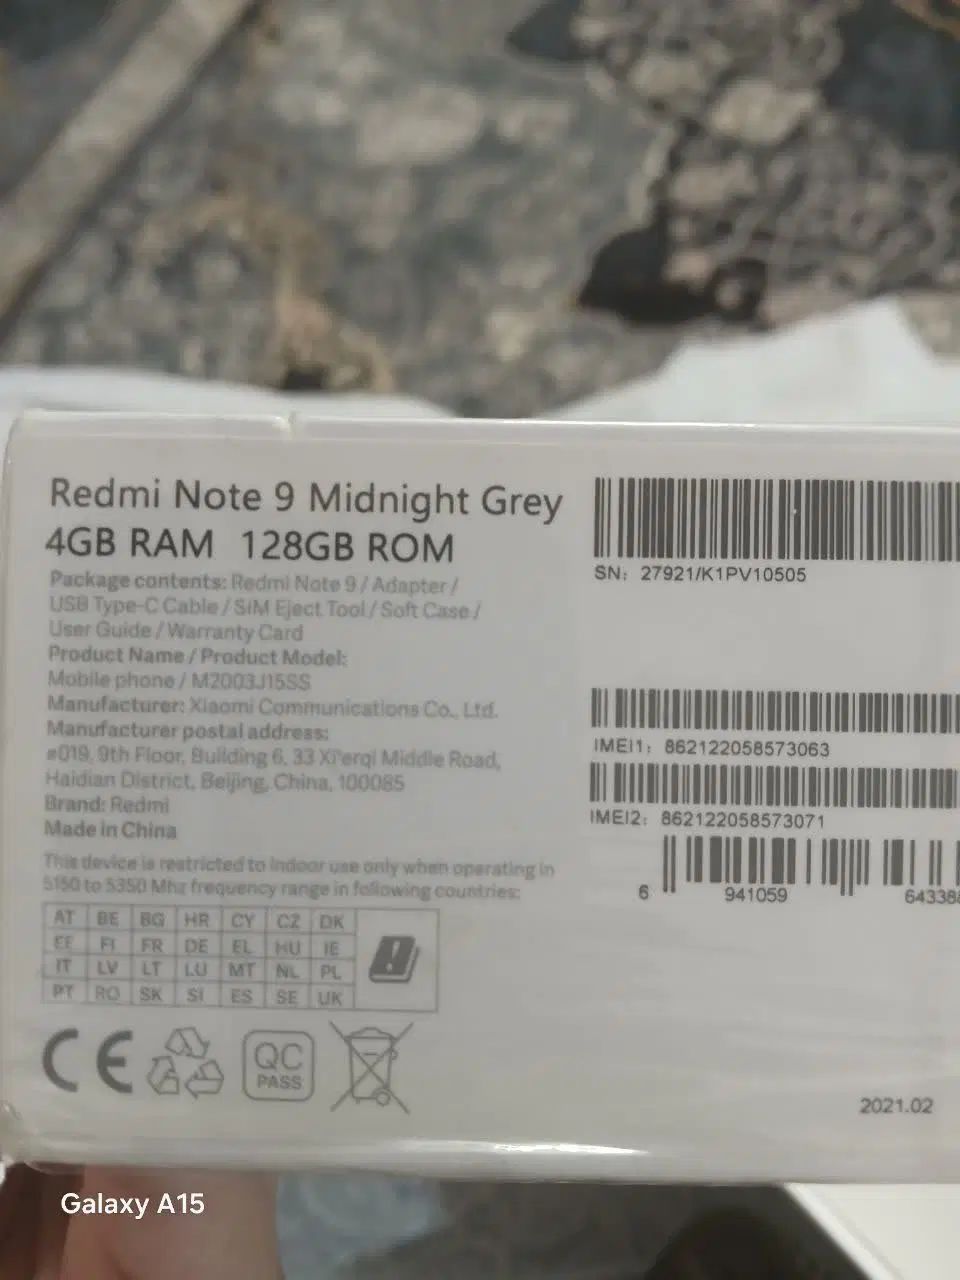 Redmi Note 9 Midnight Grey
4GB RAM 128GB ROM
Package contents: Redmi Note 9 / Adapter /
USB Type-C Cable / SIM Eject Tool / Soft Case /
User Guide / Warranty Card
Product Name / Product Model:
Mobile phone / M2003J15SS
Manufacturer: Xiaomi Communications Co., Ltd.
Manufacturer postal address:
#019, 9th Floor, Building 6, 33 Xi'erqi Middle Road,
Haidian District, Beijing, China, 100085
Brand: Redmi
Made in China
This device is restricted to indoor use only when operating in
5150 to 5350 Mhz frequency range in following countries:
AT BE BG HR CY CZ DK
EE FI FR DE EL HU IE
IT LV LT LU MT NL PL
PT RO SK SI ES SE UK
CE
QC
PASS
SN: 27921/K1PV10505
IMEI1: 862122058573063
IMEI2: 862122058573071
6 941059 64338
2021.02
Galaxy A15